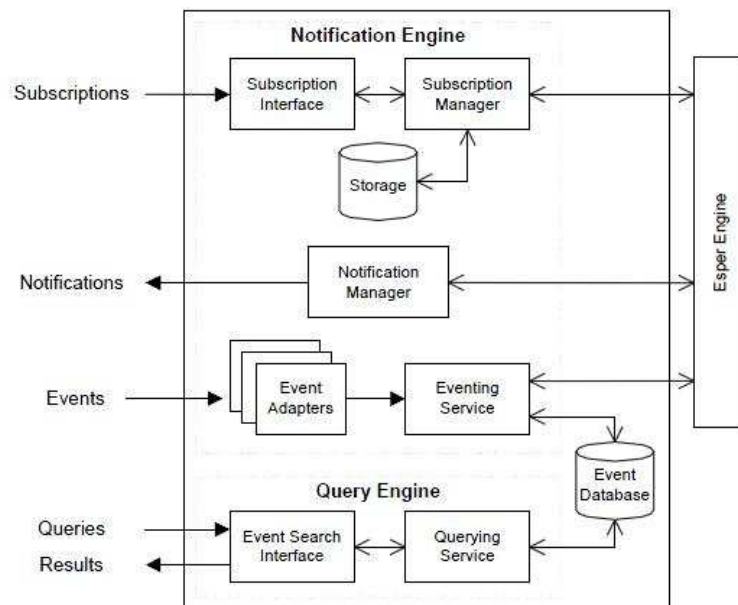 Notification Engine
Subscriptions
Subscription
Interface
Subscription
Manager
Storage
Esper Engine
Notifications
Notification
Manager
Events
Event
Adapters
Eventing
Service
Event
Database
Query Engine
Queries
Results
Event Search
Interface
Querying
Service